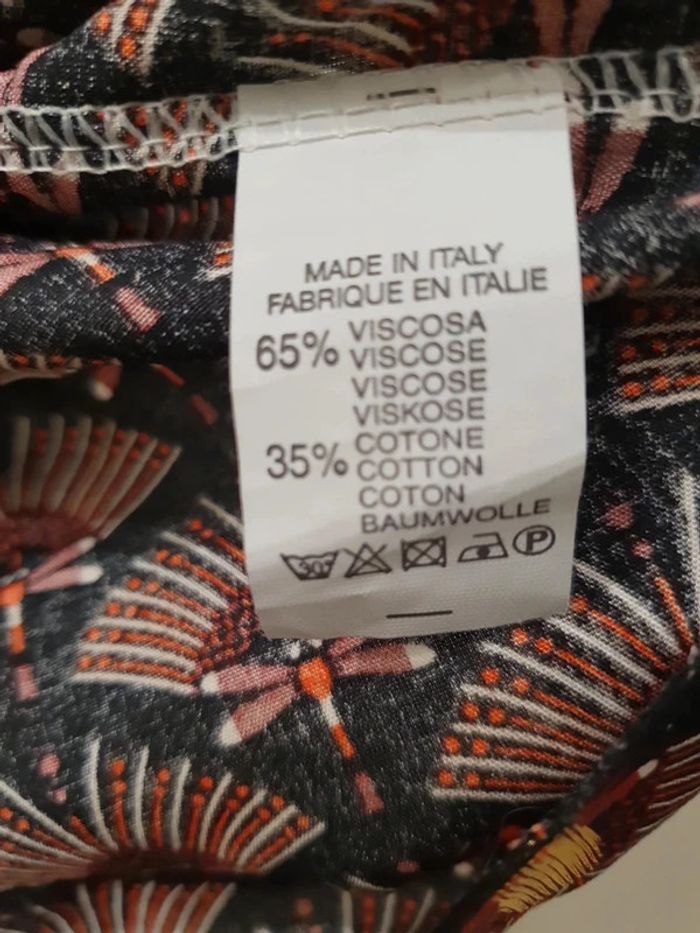 MADE IN ITALY
FABRIQUE EN ITALIE
65% VISCOSA
VISCOSE
VISCOSE
VISKOSE
35% COTONE
COTTON
COTON
BAUMWOLLE
30° P